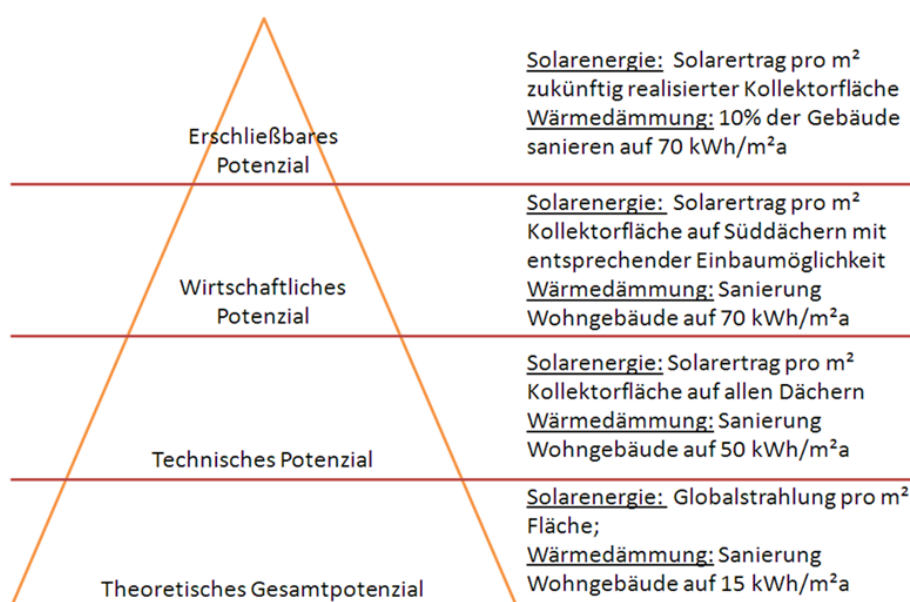 Erschließbares
Potenzial
Solarenergie: Solarertrag pro m²
zukünftig realisierter Kollektorfläche
Wärmedämmung: 10% der Gebäude
sanieren auf 70 kWh/m²a
Wirtschaftliches
Potenzial
Solarenergie: Solarertrag pro m²
Kollektorfläche auf Süddächern mit
entsprechender Einbaumöglichkeit
Wärmedämmung: Sanierung
Wohngebäude auf 70 kWh/m²a
Technisches Potenzial
Solarenergie: Solarertrag pro m²
Kollektorfläche auf allen Dächern
Wärmedämmung: Sanierung
Wohngebäude auf 50 kWh/m²a
Theoretisches Gesamtpotenzial
Solarenergie: Globalstrahlung pro m²
Fläche;
Wärmedämmung: Sanierung
Wohngebäude auf 15 kWh/m²a